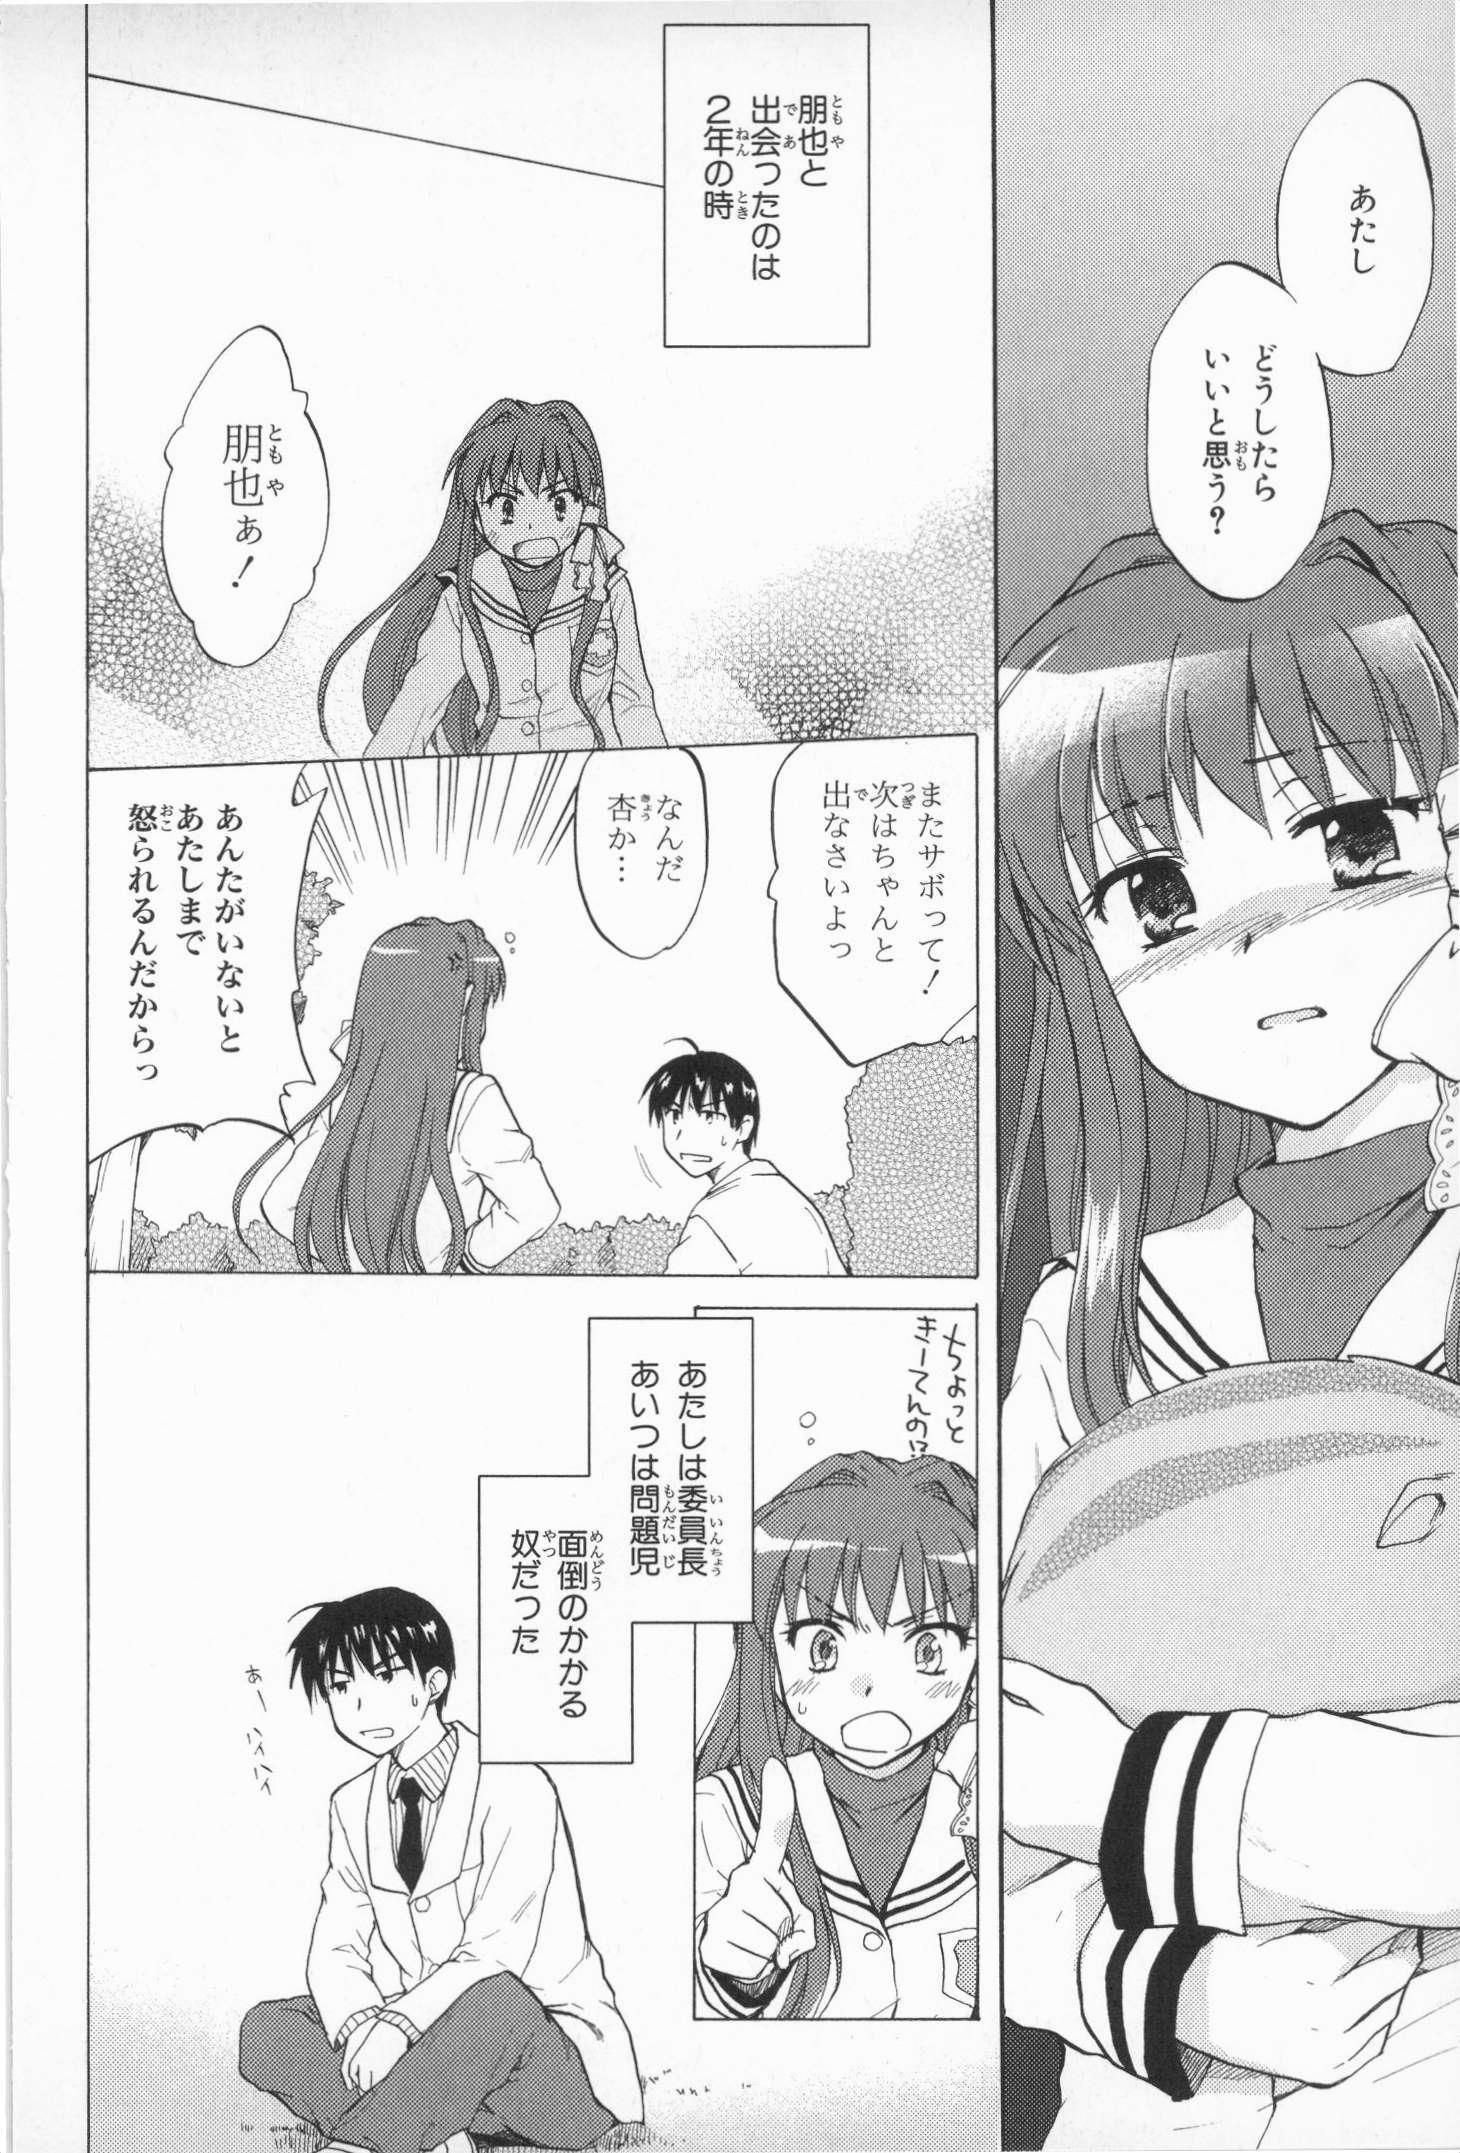 あたし
どうしたら
いいと思う？
朋也と
出会ったのは
２年の時
朋也ぁ！
またサボって！
次はちゃんと
出なさいよっ
なんだ
杏か…
あんたがいないと
あたしまで
怒られるんだからっ
ちょっと
きーてんの！？
あたしは委員長
あいつは問題児
面倒のかかる
奴だった
あー ハイハイ